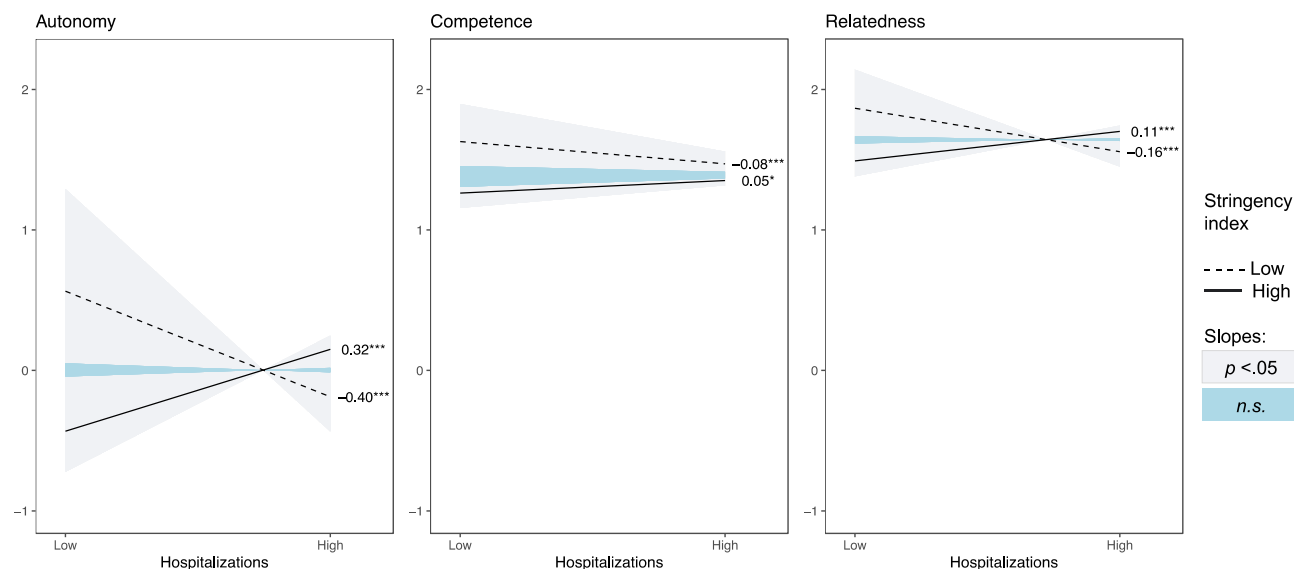 Autonomy
2
1
0
−1
0.32***
−0.40***
Low
High
Hospitalizations
Competence
2
1
0
−1
−0.08***
0.05*
Low
High
Hospitalizations
Relatedness
2
1
0
−1
0.11***
−0.16***
Low
High
Hospitalizations
Stringency
index
Low
High
Slopes:
p <.05
n.s.